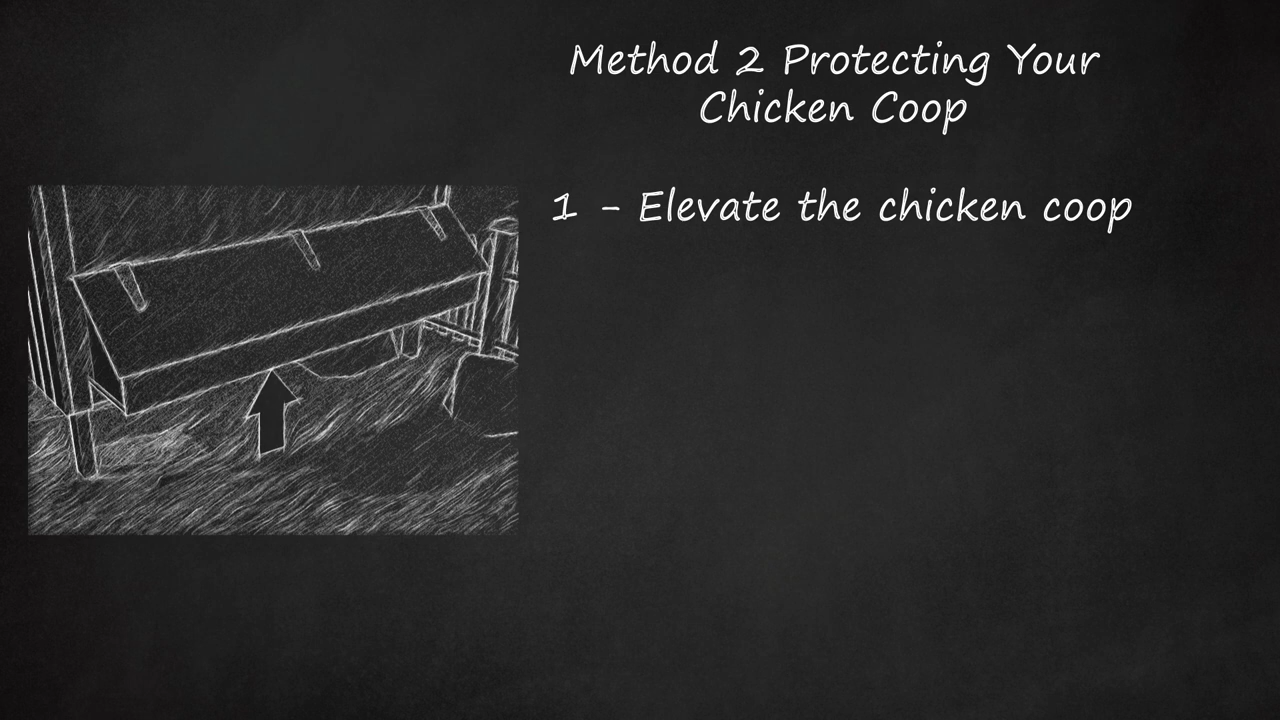 Method 2 Protecting Your
Chicken Coop
1 - Elevate the chicken coop